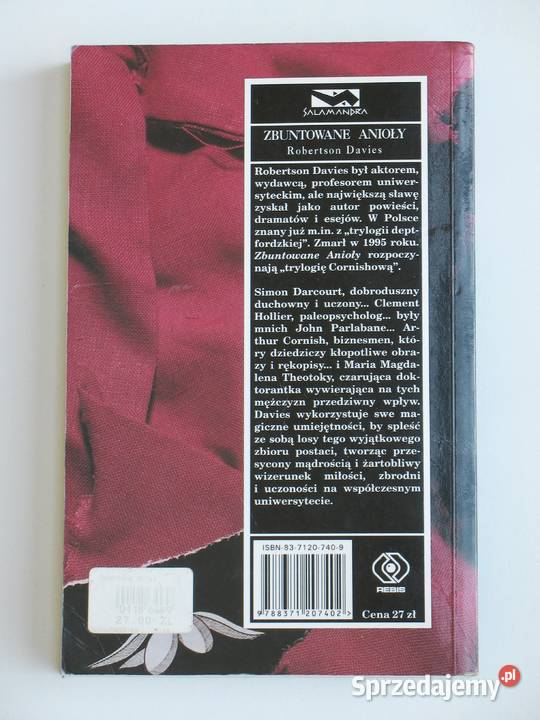 SALAMANDRA
ZBUNTOWANE ANIOŁY
Robertson Davies
Robertson Davies był aktorem,
wydawcą, profesorem uniwer-
syteckim, ale największą sławę
zyskał jako autor powieści,
dramatów i esejów. W Polsce
znany już m.in. z „trylogii dept-
fordzkiej”. Zmarł w 1995 roku.
Zbuntowane Anioły rozpoczy-
nają „trylogię Cornishową”.
Simon Darcourt, dobroduszny
duchowny i uczony... Clement
Hollier, paleopsycholog... były
mnich John Parlabane... Ar-
thur Cornish, biznesmen, któ-
ry dziedziczy kłopotliwe obra-
zy i rękopisy... i Maria Magda-
lena Theotoky, czarująca dok-
torantka wywierająca na tych
mężczyzn przedziwny wpływ.
Davies wykorzystuje swe ma-
giczne umiejętności, by spleść
ze sobą losy tego wyjątkowego
zbioru postaci, tworząc prze-
sycony mądrością i żartobliwy
wizerunek miłości, zbrodni
i uczoności na współczesnym
uniwersytecie.
ISBN-83-7120-740-9
9 788371 207402
REBIS
Cena 27 zł
27.00 ZŁ
Sprzedajemy.pl